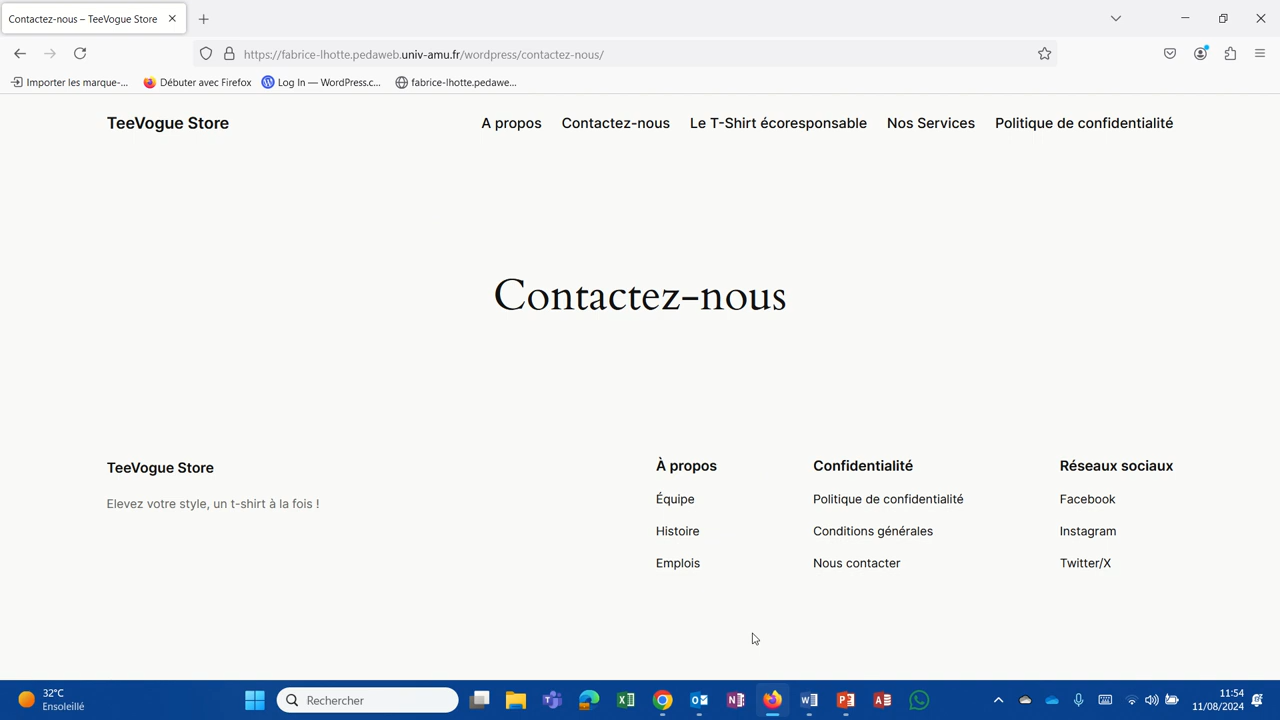 Contactez-nous – TeeVogue Store
https://fabrice-lhotte.pedaweb.univ-amu.fr/wordpress/contactez-nous/
Importer les marque-... Débuter avec Firefox Log In — WordPress.c... fabrice-lhotte.pedawe...
TeeVogue Store A propos Contactez-nous Le T-Shirt écoresponsable Nos Services Politique de confidentialité
Contactez-nous
TeeVogue Store
Elevez votre style, un t-shirt à la fois !
À propos
Équipe
Histoire
Emplois
Confidentialité
Politique de confidentialité
Conditions générales
Nous contacter
Réseaux sociaux
Facebook
Instagram
Twitter/X
32°C
Ensoleillé
Rechercher
11:54
11/08/2024